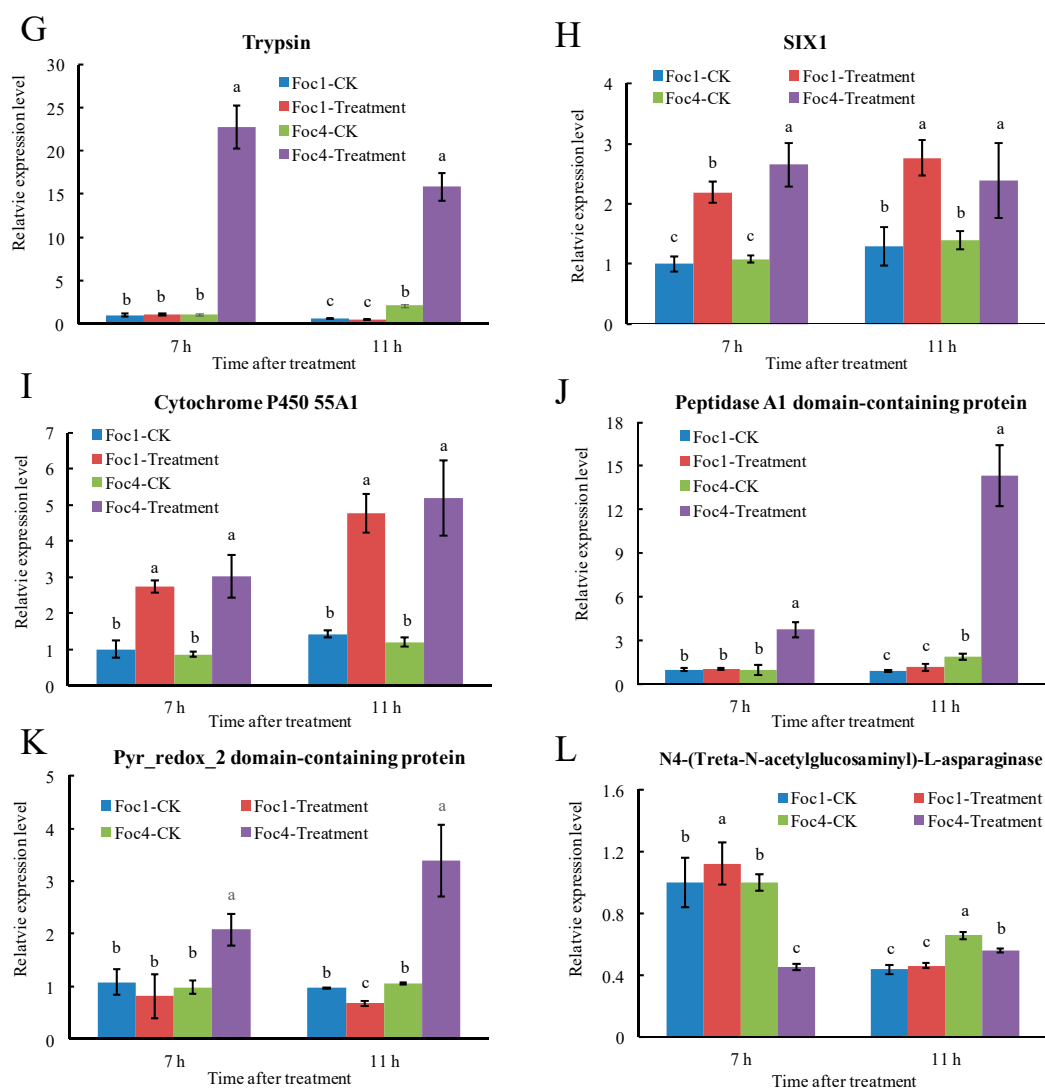 G
Trypsin
Foc1-CK
Foc1-Treatment
Foc4-CK
Foc4-Treatment
Relatvie expression level
30
25
20
15
10
5
0
b b b a
c c b a
7 h 11 h
Time after treatment
H
SIX1
Foc1-CK Foc1-Treatment
Foc4-CK Foc4-Treatment
Relatvie expression level
4
3
2
1
0
c b c a
b a b a
7 h 11 h
Time after treatment
I
Cytochrome P450 55A1
Foc1-CK
Foc1-Treatment
Foc4-CK
Foc4-Treatment
Relatvie expression level
7
6
5
4
3
2
1
0
b a b a
b a b a
7 h 11 h
Time after treatment
J
Peptidase A1 domain-containing protein
Foc1-CK
Foc1-Treatment
Foc4-CK
Foc4-Treatment
Relatvie expression level
18
15
12
9
6
3
0
b b b a
c c b a
7 h 11 h
Time after treatment
K
Pyr_redox_2 domain-containing protein
Foc1-CK Foc1-Treatment
Foc4-CK Foc4-Treatment
Relatvie expression level
5
4
3
2
1
0
b b b a
b c b a
7 h 11 h
Time after treatment
L
N4-(Treta-N-acetylglucosaminyl)-L-asparaginase
Foc1-CK Foc1-Treatment
Foc4-CK Foc4-Treatment
Relatvie expression level
1.6
1.2
0.8
0.4
0
b a b c
c c a b
7 h 11 h
Time after treatment